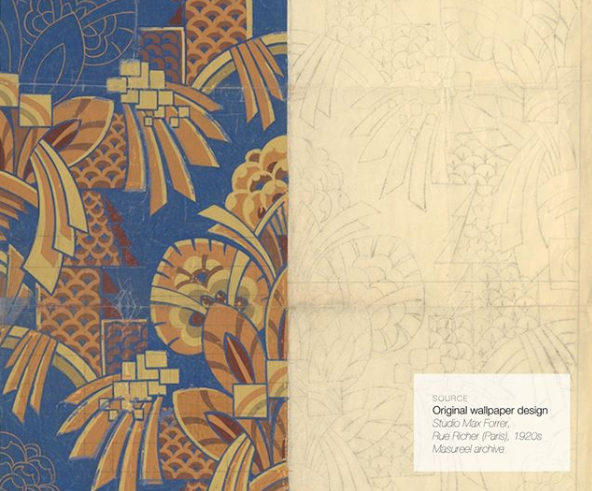 SOURCE
Original wallpaper design
Studio Max Forrer,
Rue Richer (Paris), 1920s
Masureel archive